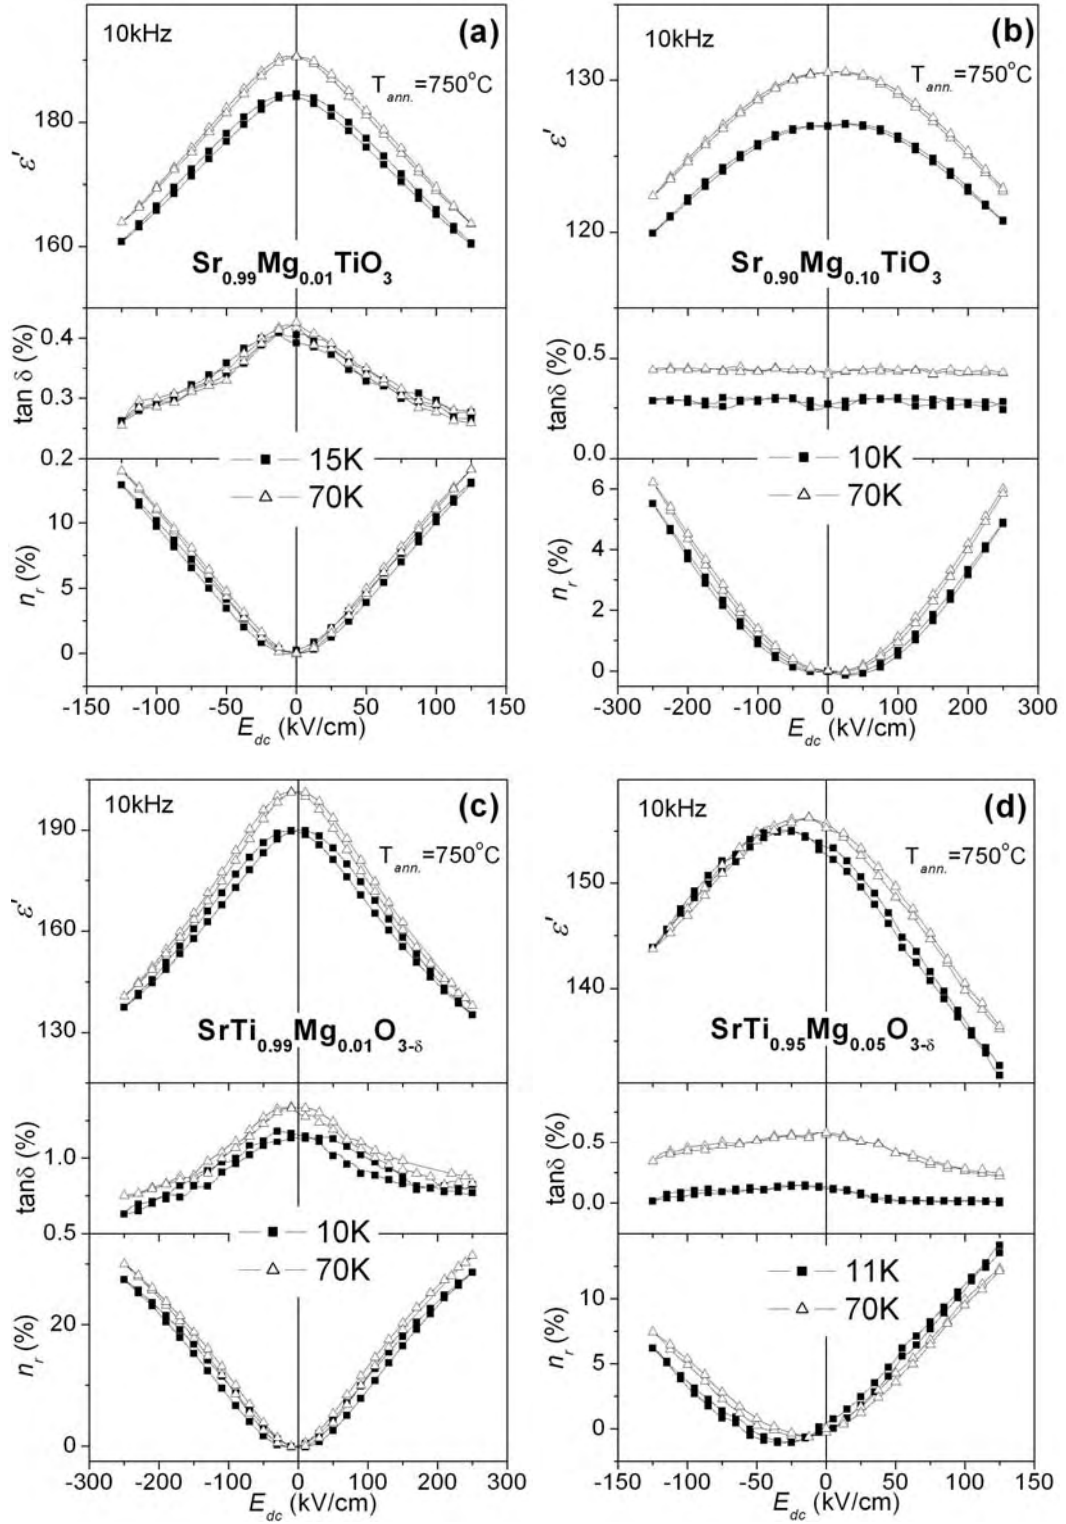 10kHz
(a)
T_ann.=750°C
180
160
ε′
Sr₀.₉₉Mg₀.₀₁TiO₃
0.4
0.3
0.2
tan δ (%)
15K
70K
10
5
0
n_r (%)
-150 -100 -50 0 50 100 150
E_dc (kV/cm)
10kHz
(b)
T_ann.=750°C
130
120
ε′
Sr₀.₉₀Mg₀.₁₀TiO₃
0.5
0.0
tanδ (%)
10K
70K
6
4
2
0
n_r (%)
-300 -200 -100 0 100 200 300
E_dc (kV/cm)
10kHz
(c)
T_ann.=750°C
190
160
130
ε′
SrTi₀.₉₉Mg₀.₀₁O₃₋δ
1.0
0.5
tanδ (%)
10K
70K
20
0
n_r (%)
-300 -200 -100 0 100 200 300
E_dc (kV/cm)
10kHz
(d)
T_ann.=750°C
150
140
ε′
SrTi₀.₉₅Mg₀.₀₅O₃₋δ
0.5
0.0
tanδ (%)
11K
70K
10
5
0
n_r (%)
-150 -100 -50 0 50 100 150
E_dc (kV/cm)